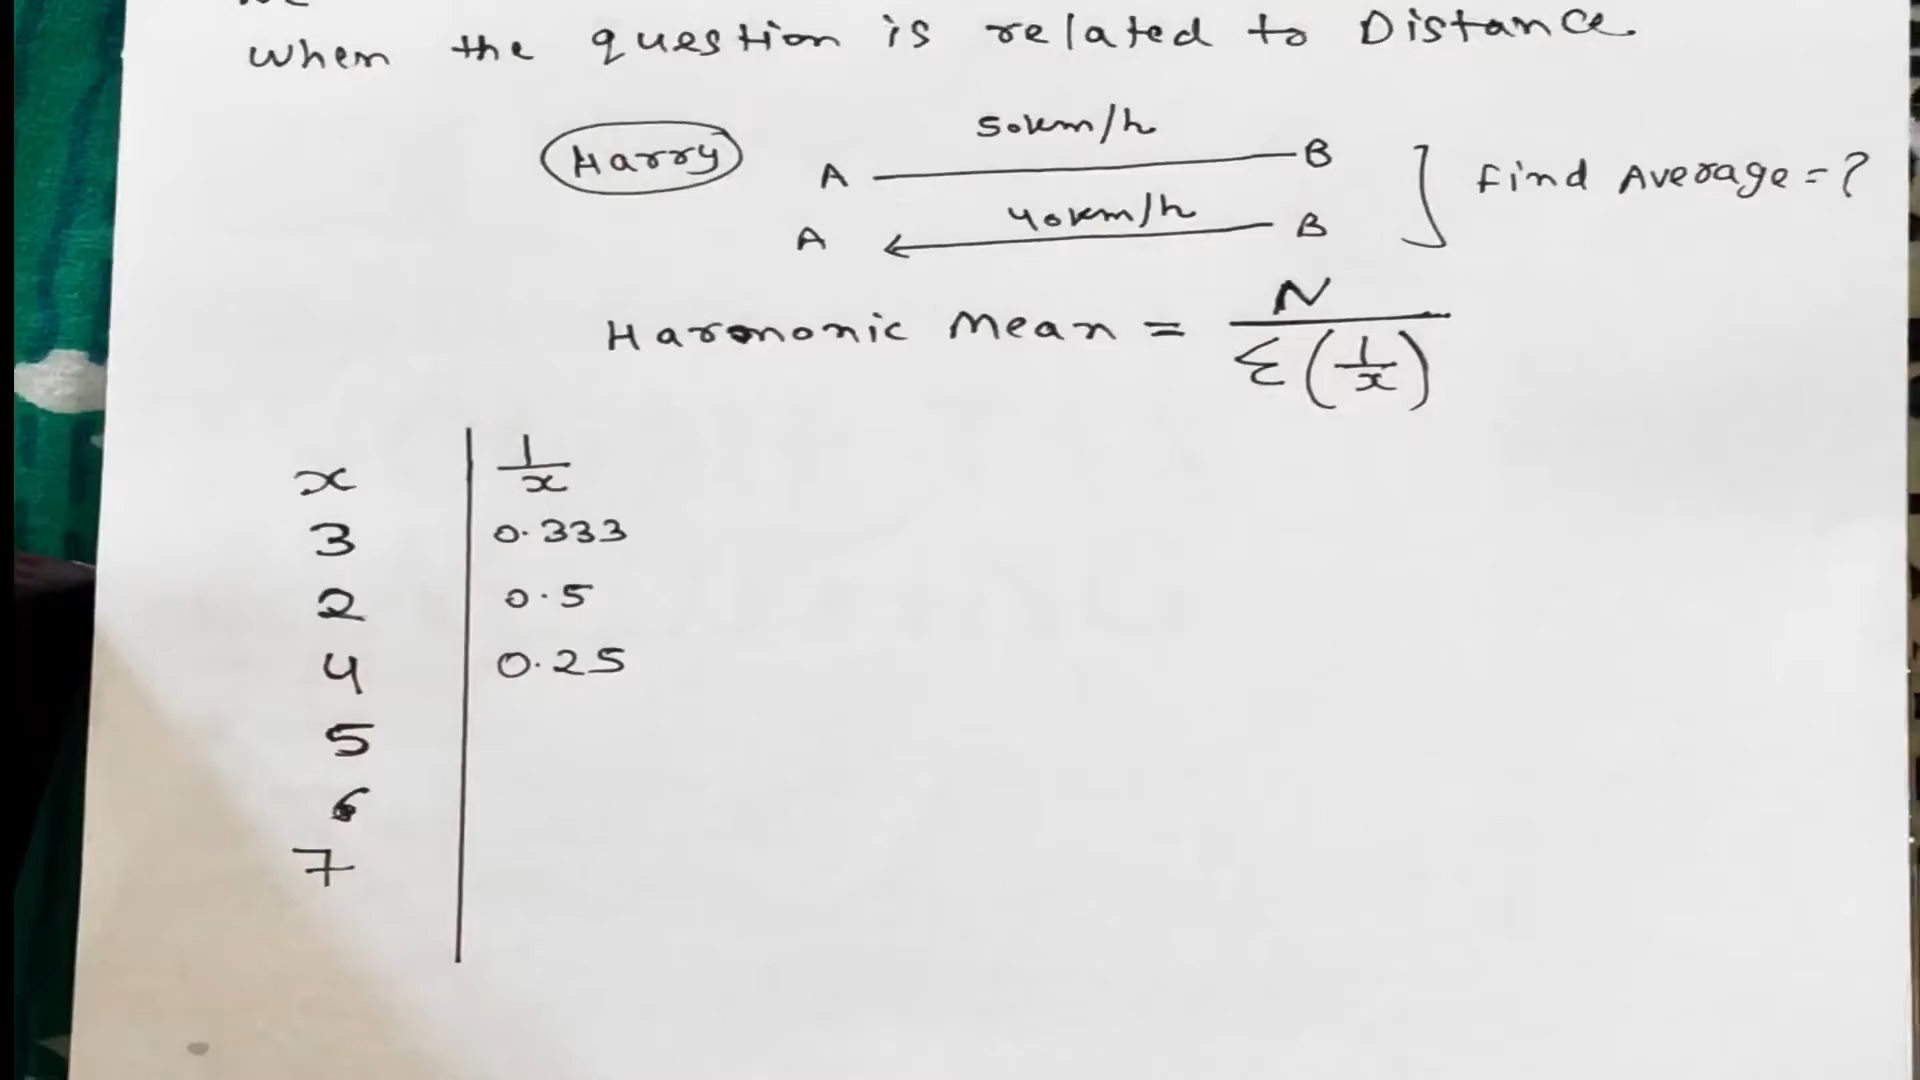 when the question is related to Distance.
Harry A 50km/h B
A 40km/h B
Find Average = ?
Harmonic Mean = N / Σ(1/x)
x | 1/x
3 | 0.333
2 | 0.5
4 | 0.25
5
6
7